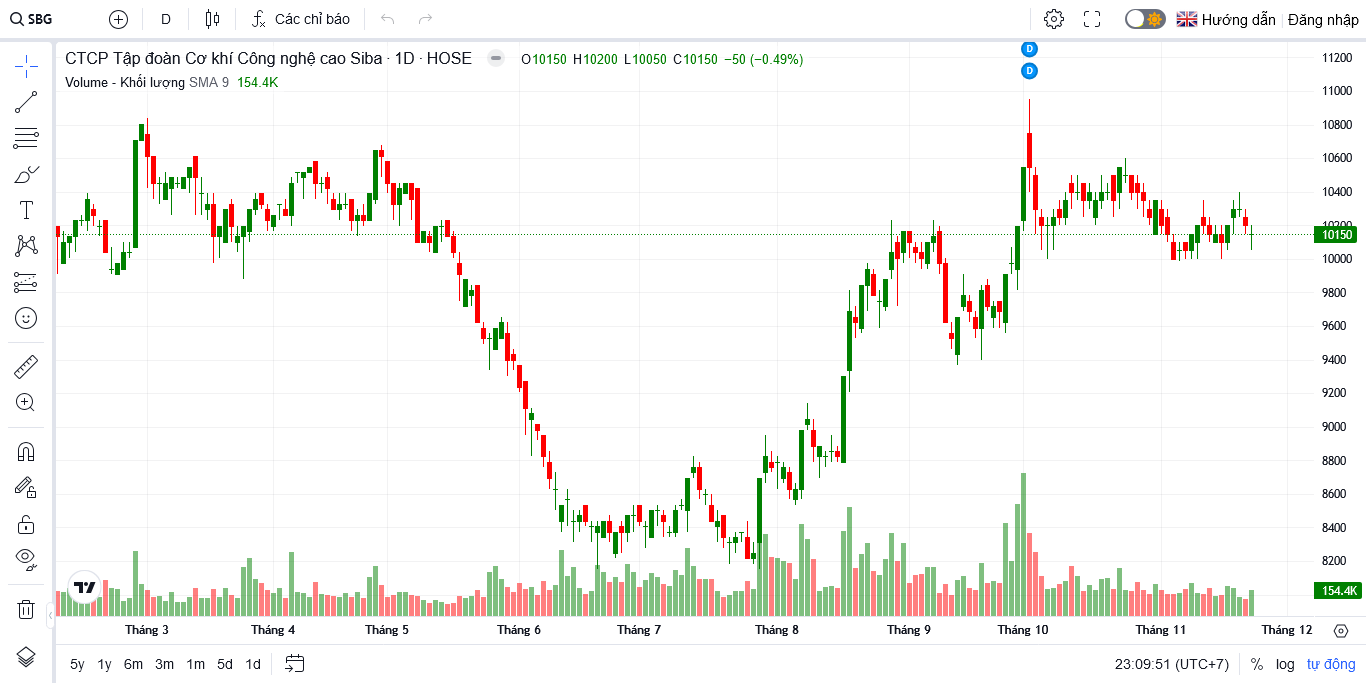 SBG D Các chỉ báo Hướng dẫn Đăng nhập
CTCP Tập đoàn Cơ khí Công nghệ cao Siba · 1D · HOSE O10150 H10200 L10050 C10150 −50 (−0.49%)
Volume - Khối lượng SMA 9 154.4K
D
D
11200
11000
10800
10600
10400
10200
10150
10000
9800
9600
9400
9200
9000
8800
8600
8400
8200
154.4K
Tháng 3 Tháng 4 Tháng 5 Tháng 6 Tháng 7 Tháng 8 Tháng 9 Tháng 10 Tháng 11 Tháng 12
5y 1y 6m 3m 1m 5d 1d 23:09:51 (UTC+7) % log tự động